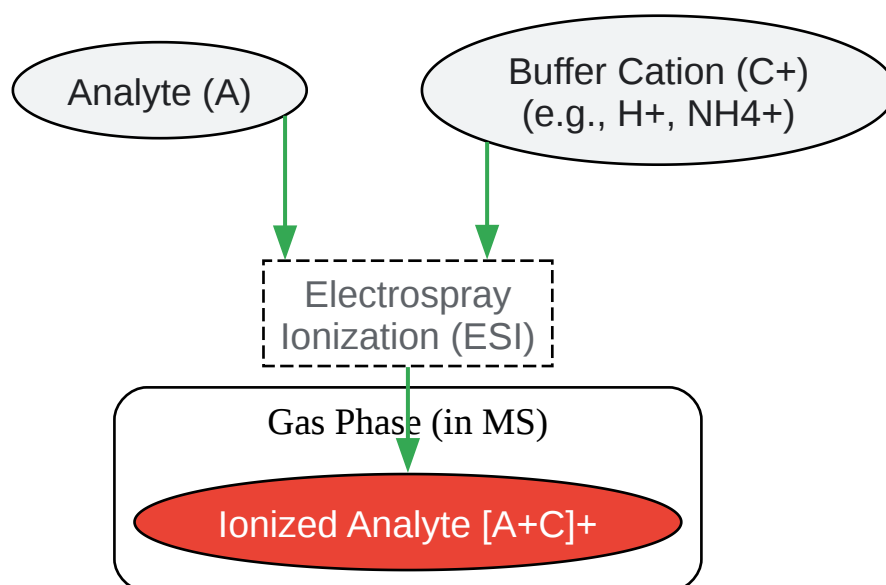 Analyte (A)
Buffer Cation (C+)
(e.g., H+, NH4+)
Electrospray
Ionization (ESI)
Gas Phase (in MS)
Ionized Analyte [A+C]+